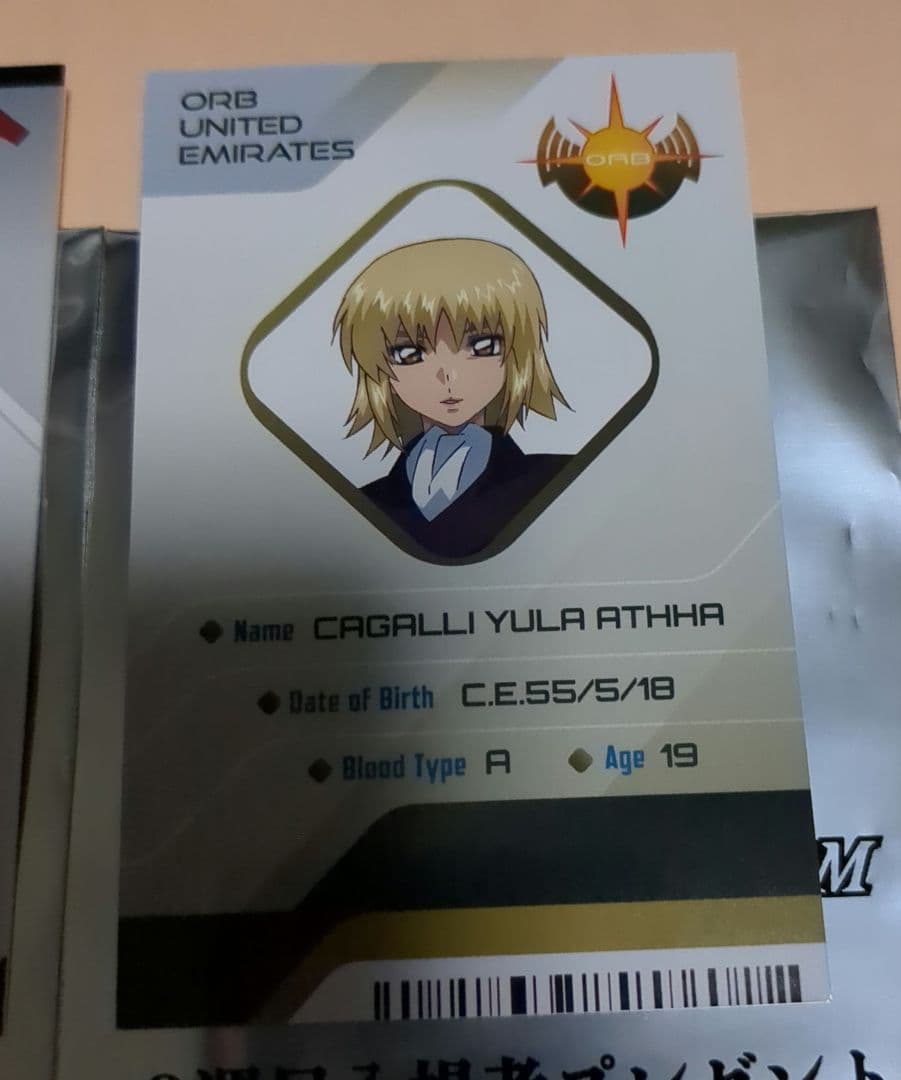 ORB
UNITED
EMIRATES
ORB
Name CAGALLI YULA ATHHA
Date of Birth C.E.55/5/18
Blood Type A Age 19
M